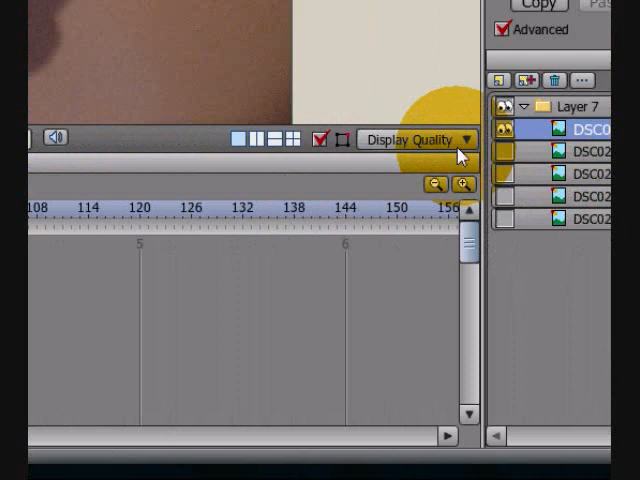 Copy
Advanced
Layer 7
DSC0
Display Quality
DSC02
DSC02
DSC02
DSC02
108 114 120 126 132 138 144 150 156
5 6